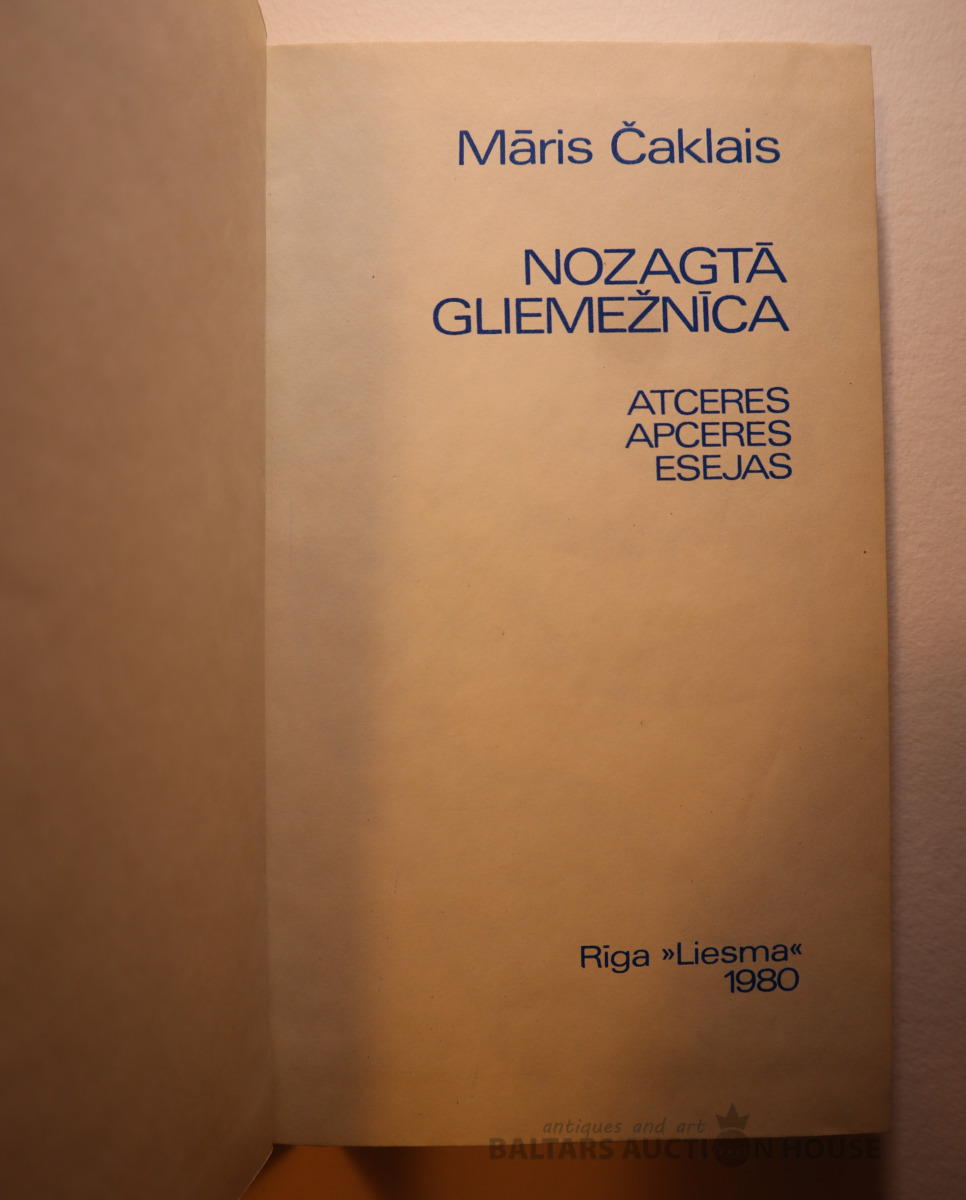 Māris Čaklais
NOZAGTĀ
GLIEMEŽNĪCA
ATCERES
APCERES
ESEJAS
Rīga »Liesma«
1980
antiques and art
BALTARS AUCTION HOUSE